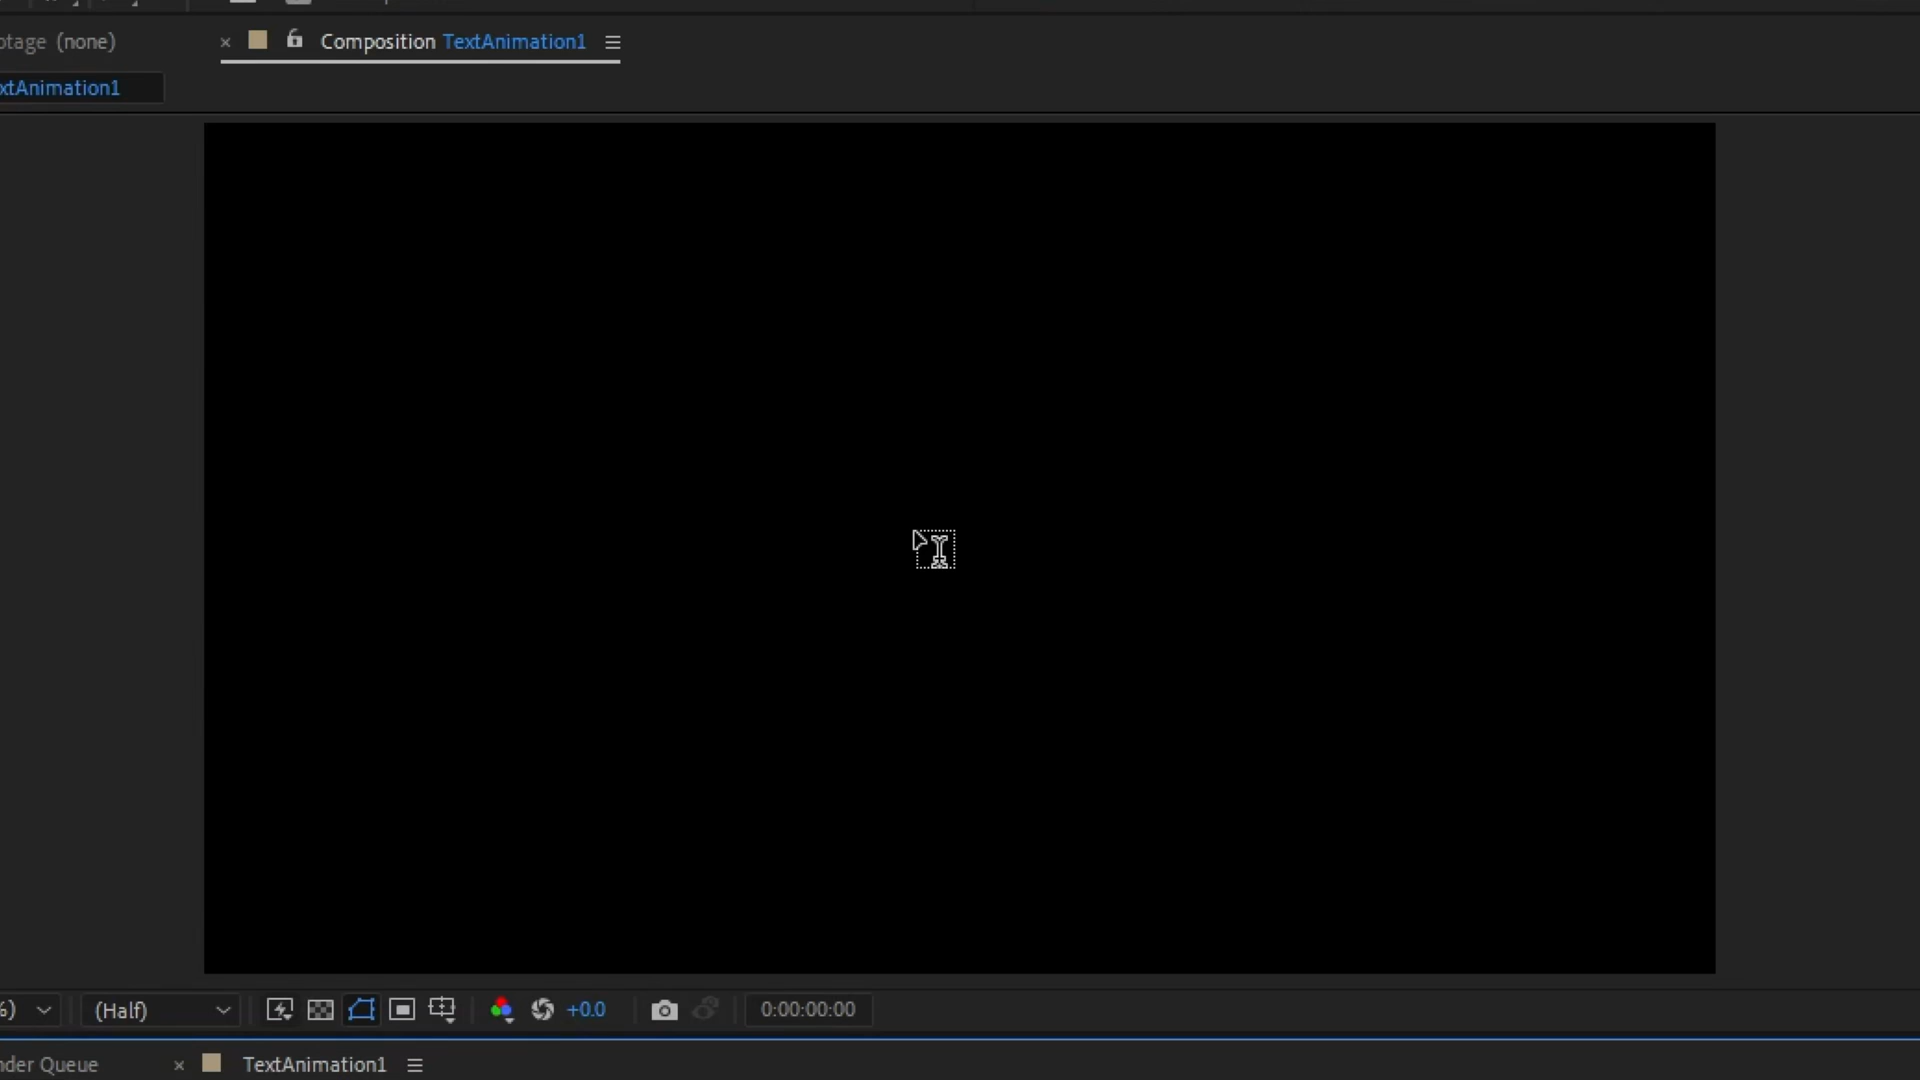 otage (none)
Composition TextAnimation1
xtAnimation1
%)
(Half)
+0.0
0:00:00:00
nder Queue
TextAnimation1